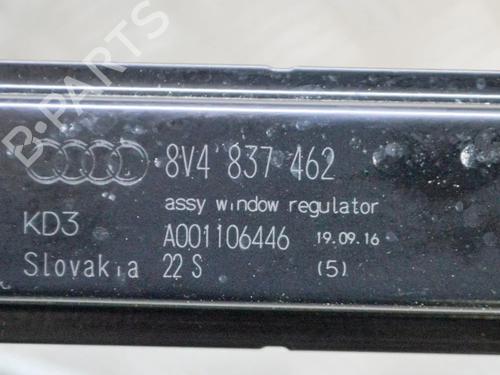 B-PARTS
8V4 837 462
assy window regulator
KD3 A001106446 19.09.16
Slovakia 22 S (5)